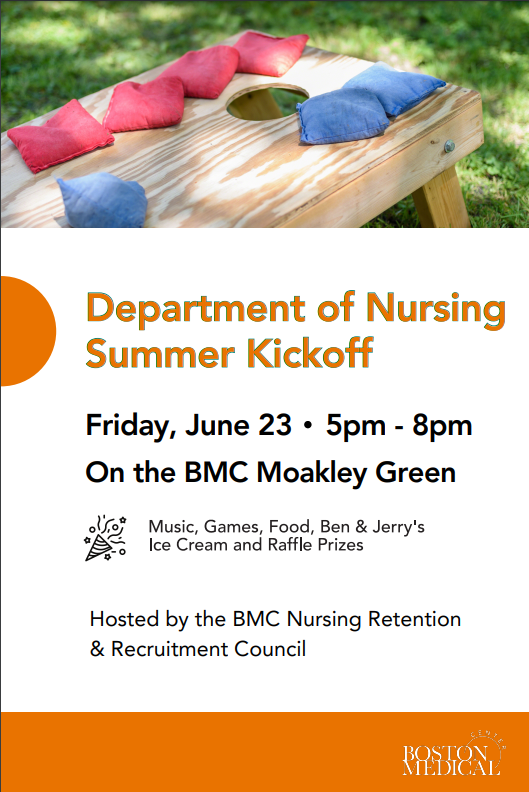 Department of Nursing
Summer Kickoff
Friday, June 23 • 5pm - 8pm
On the BMC Moakley Green
Music, Games, Food, Ben & Jerry's
Ice Cream and Raffle Prizes
Hosted by the BMC Nursing Retention
& Recruitment Council
CENTER
BOSTON
MEDICAL